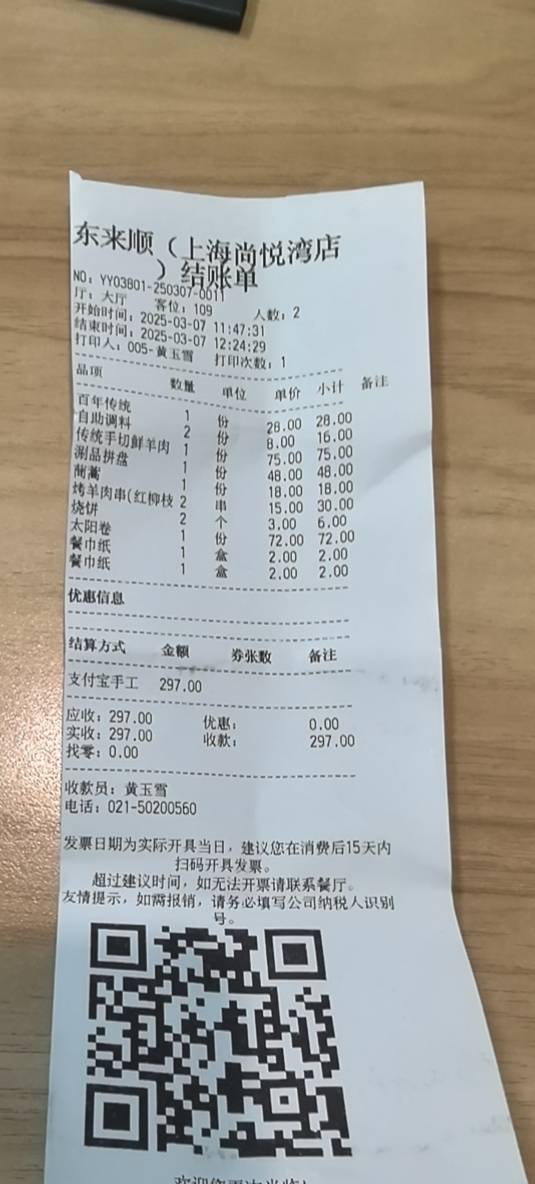 东来顺（上海尚悦湾店
）结账单
NO：YY03801-250307-0011
厅：大厅 客位：109 人数：2
开始时间：2025-03-07 11:47:31
结束时间：2025-03-07 12:24:29
打印人：005-黄玉雪 打印次数：1
品项 数量 单位 单价 小计 备注
百年传统 1 份 28.00 28.00
自助调料 2 份 8.00 16.00
传统手切鲜羊肉 1 份 75.00 75.00
涮品拼盘 1 份 48.00 48.00
茼蒿 1 份 18.00 18.00
烤羊肉串(红柳枝 2 串 15.00 30.00
烧饼 2 个 3.00 6.00
太阳卷 1 份 72.00 72.00
餐巾纸 1 盒 2.00 2.00
餐巾纸 1 盒 2.00 2.00
优惠信息
结算方式 金额 券张数 备注
支付宝手工 297.00
应收：297.00 优惠： 0.00
实收：297.00 收款： 297.00
找零：0.00
收款员：黄玉雪
电话：021-50200560
发票日期为实际开具当日，建议您在消费后15天内
扫码开具发票。
超过建议时间，如无法开票请联系餐厅。
友情提示，如需报销，请务必填写公司纳税人识别
号。